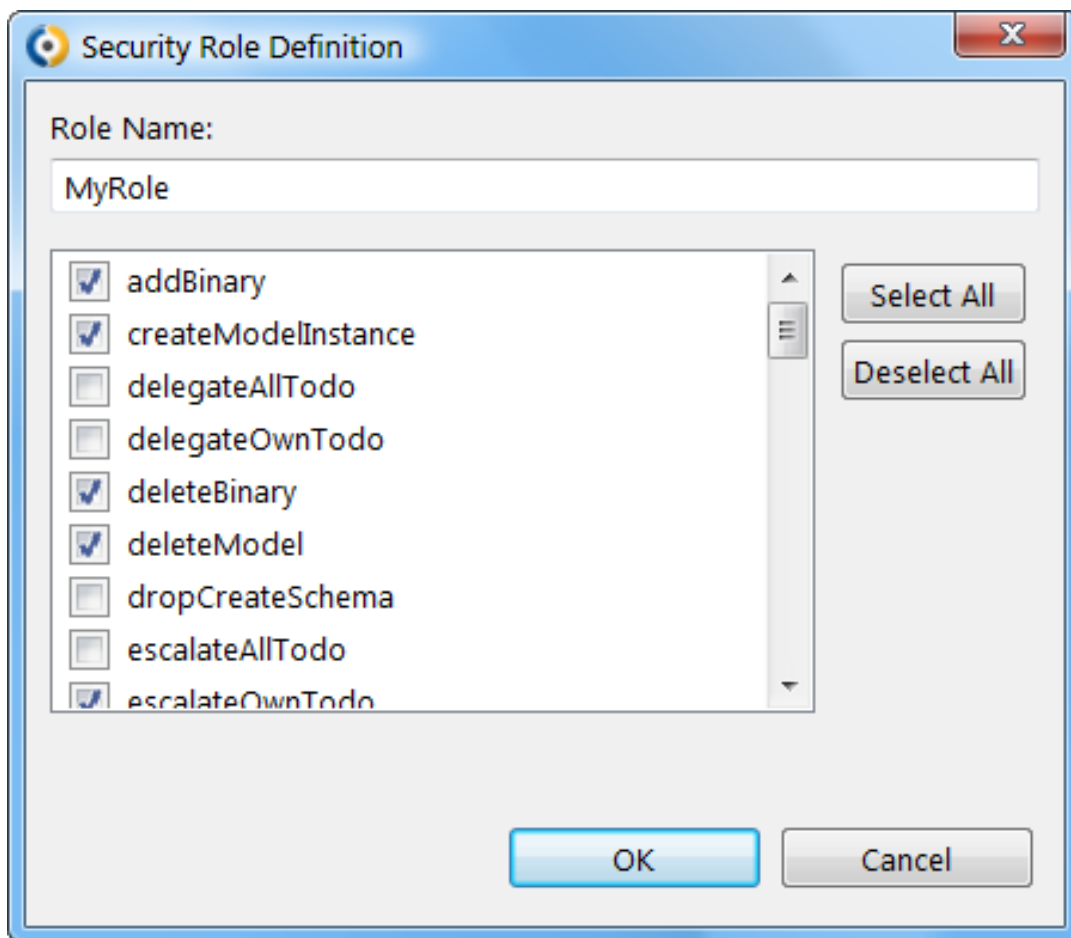 Security Role Definition
Role Name:
MyRole
addBinary
createModelInstance
delegateAllTodo
delegateOwnTodo
deleteBinary
deleteModel
dropCreateSchema
escalateAllTodo
escalateOwnTodo
Select All
Deselect All
OK
Cancel